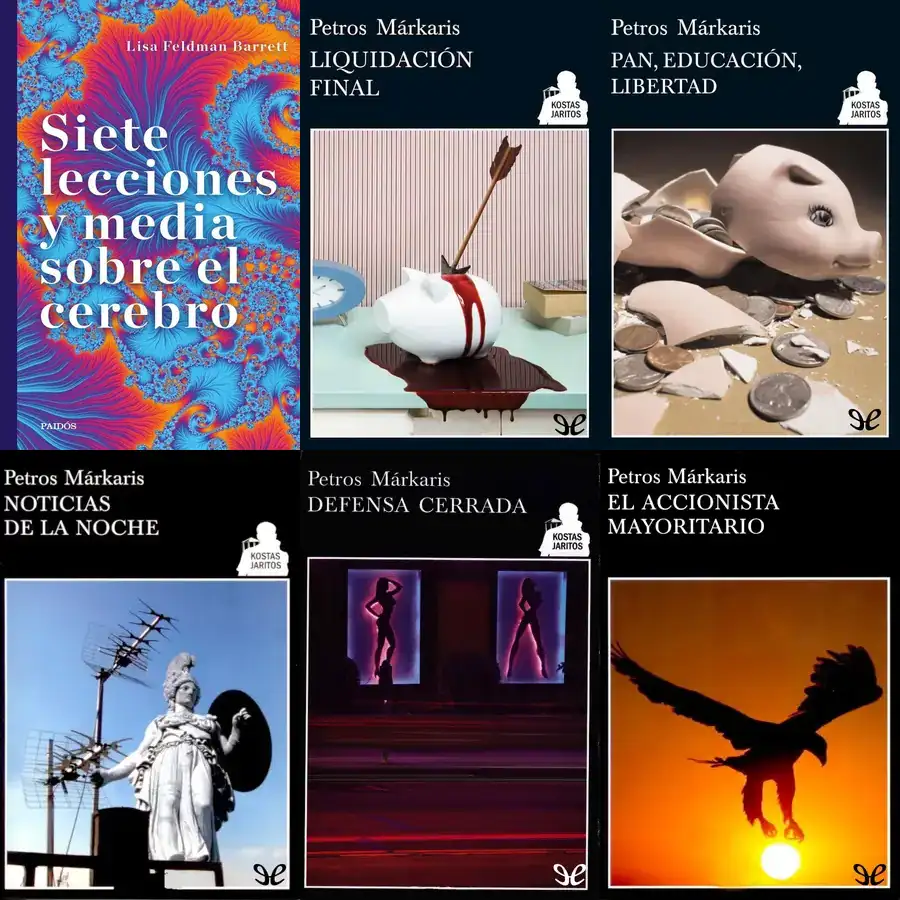 Lisa Feldman Barrett
Siete
lecciones
y media
sobre el
cerebro
PAIDÓS
Petros Márkaris
LIQUIDACIÓN
FINAL
KOSTAS
JARITOS
Petros Márkaris
PAN, EDUCACIÓN,
LIBERTAD
KOSTAS
JARITOS
Petros Márkaris
NOTICIAS
DE LA NOCHE
KOSTAS
JARITOS
Petros Márkaris
DEFENSA CERRADA
KOSTAS
JARITOS
Petros Márkaris
EL ACCIONISTA
MAYORITARIO